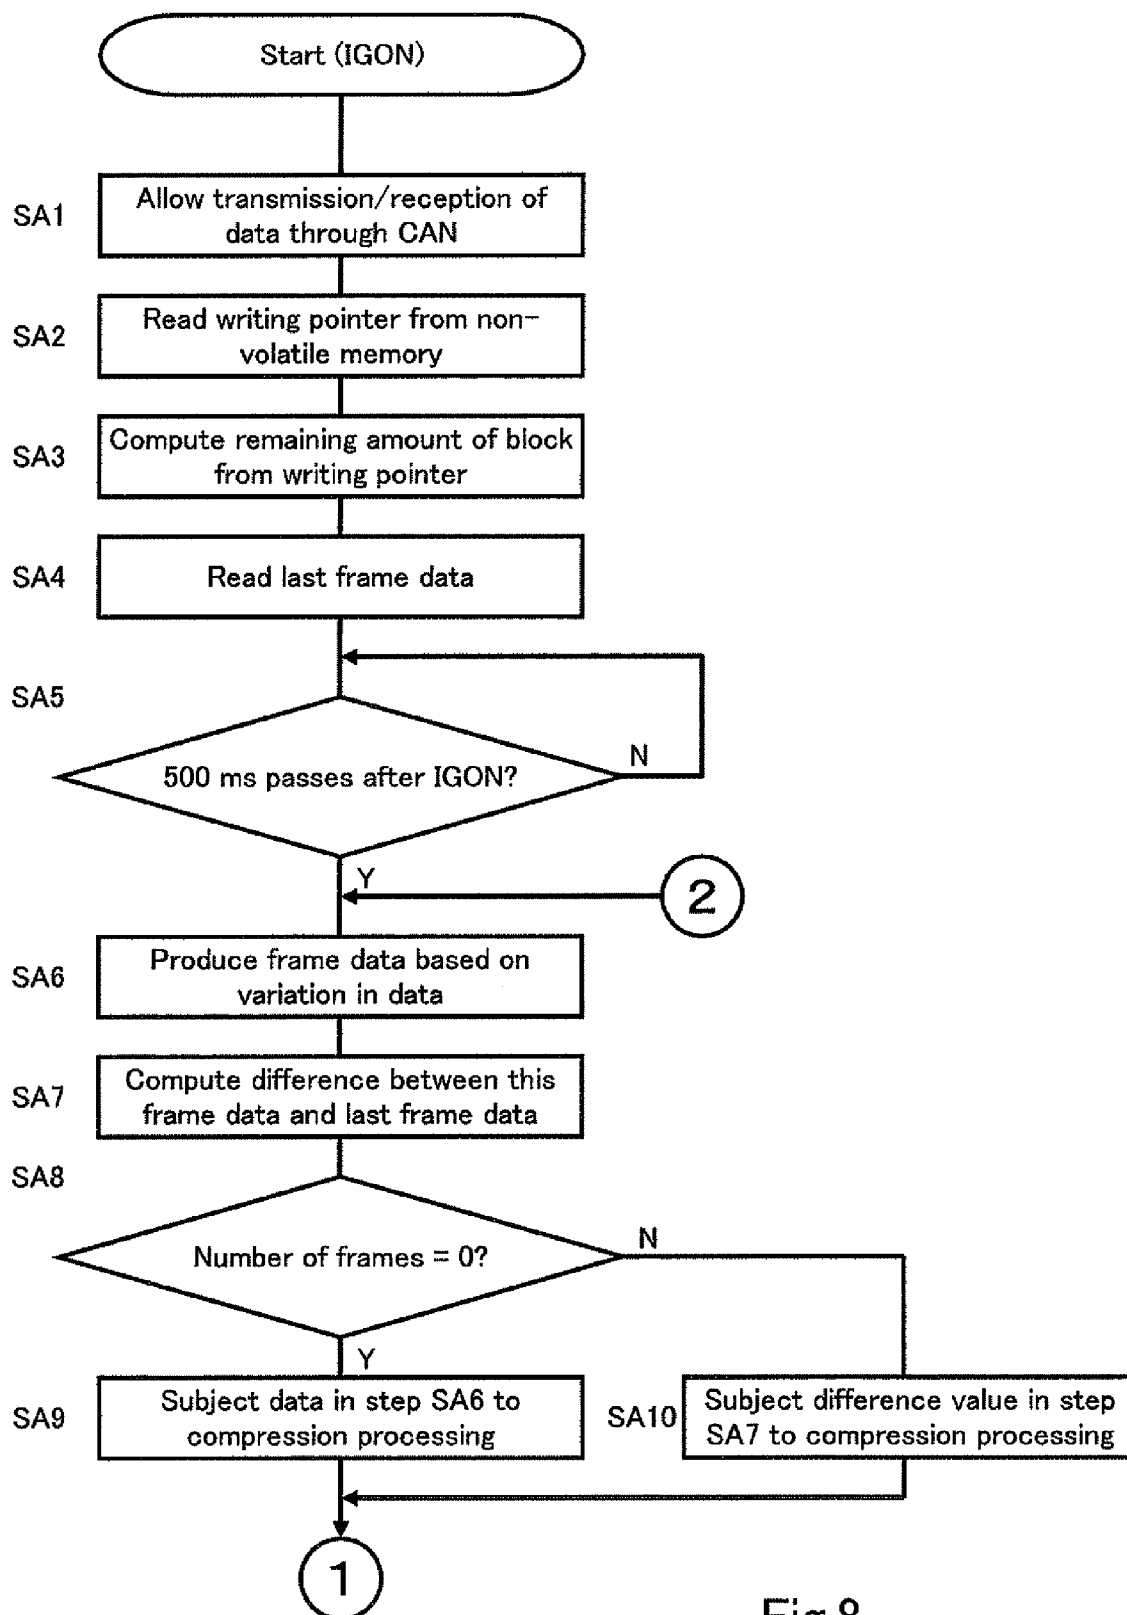 Start (IGON)
SA1
Allow transmission/reception of
data through CAN
SA2
Read writing pointer from non-
volatile memory
SA3
Compute remaining amount of block
from writing pointer
SA4
Read last frame data
SA5
500 ms passes after IGON?
N
Y
2
SA6
Produce frame data based on
variation in data
SA7
Compute difference between this
frame data and last frame data
SA8
Number of frames = 0?
N
Y
SA9
Subject data in step SA6 to
compression processing
SA10
Subject difference value in step
SA7 to compression processing
1
Fig.8